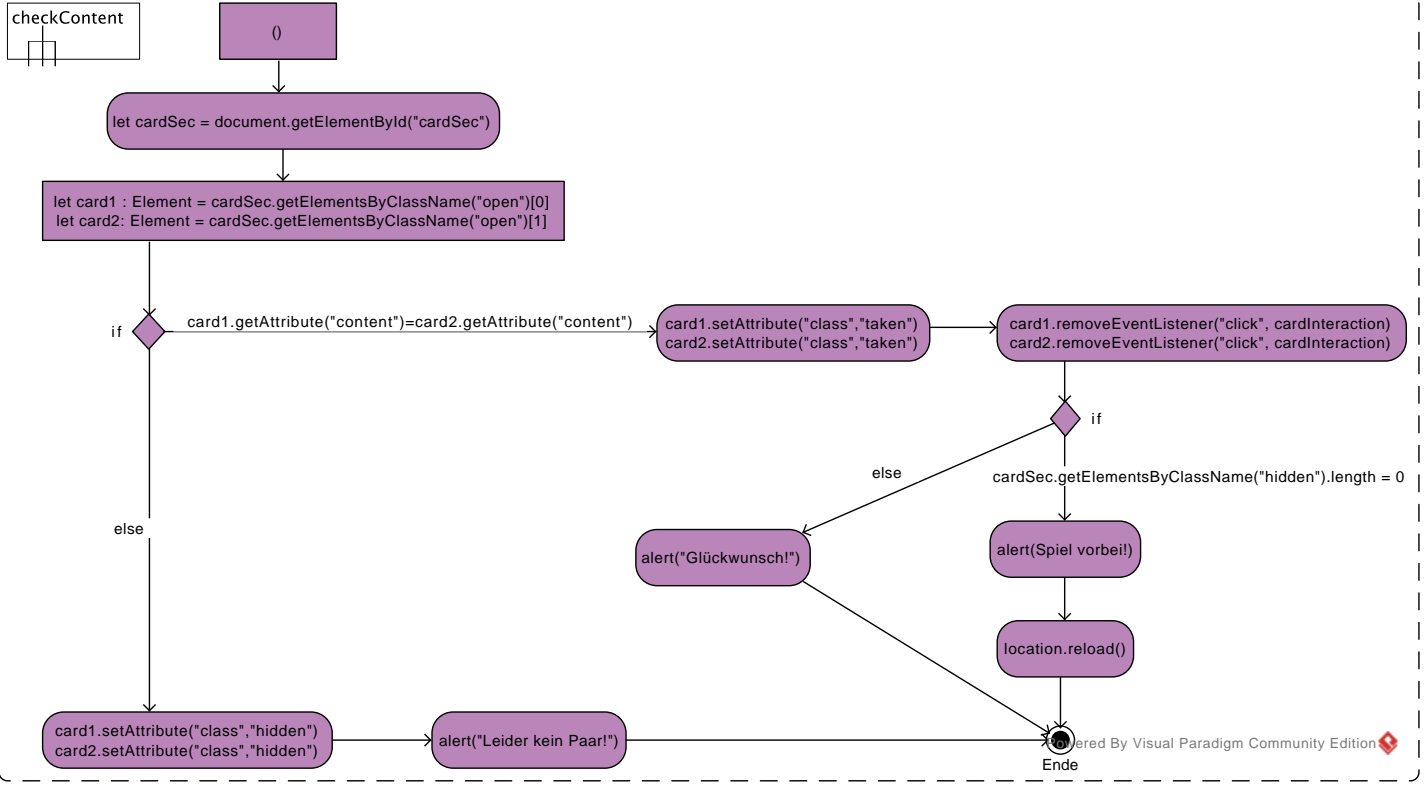 checkContent
()
let cardSec = document.getElementById("cardSec")
let card1 : Element = cardSec.getElementsByClassName("open")[0]
let card2: Element = cardSec.getElementsByClassName("open")[1]
if
card1.getAttribute("content")=card2.getAttribute("content")
card1.setAttribute("class","taken")
card2.setAttribute("class","taken")
card1.removeEventListener("click", cardInteraction)
card2.removeEventListener("click", cardInteraction)
if
else
cardSec.getElementsByClassName("hidden").length = 0
else
alert("Glückwunsch!")
alert(Spiel vorbei!)
location.reload()
card1.setAttribute("class","hidden")
card2.setAttribute("class","hidden")
alert("Leider kein Paar!")
Powered By Visual Paradigm Community Edition
Ende